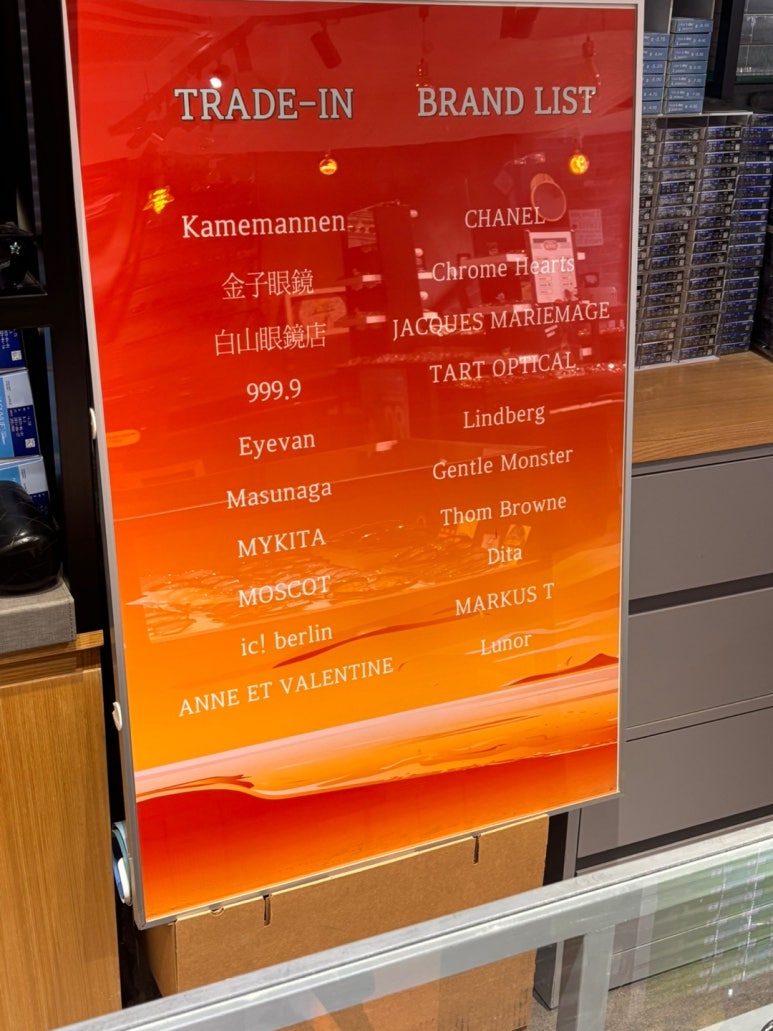 TRADE-IN BRAND LIST
Kamemannen
金子眼鏡
白山眼鏡店
999.9
Eyevan
Masunaga
MYKITA
MOSCOT
ic! berlin
ANNE ET VALENTINE
CHANEL
Chrome Hearts
JACQUES MARIEMAGE
TART OPTICAL
Lindberg
Gentle Monster
Thom Browne
Dita
MARKUS T
Lunor